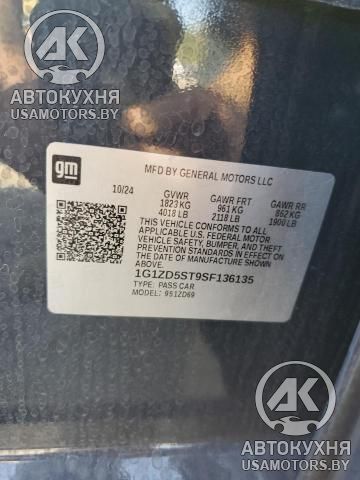 AK
АВТОКУХНЯ
USAMOTORS.BY
gm
MFD BY GENERAL MOTORS LLC
10/24
GVWR GAWR FRT GAWR RR
1823 KG 961 KG 862 KG
4018 LB 2118 LB 1900 LB
THIS VEHICLE CONFORMS TO ALL
APPLICABLE U.S. FEDERAL MOTOR
VEHICLE SAFETY, BUMPER, AND THEFT
PREVENTION STANDARDS IN EFFECT ON
THE DATE OF MANUFACTURE SHOWN
ABOVE.
1G1ZD5ST9SF136135
TYPE: PASS CAR
MODEL: 951ZD69
AK
АВТОКУХНЯ
USAMOTORS.BY